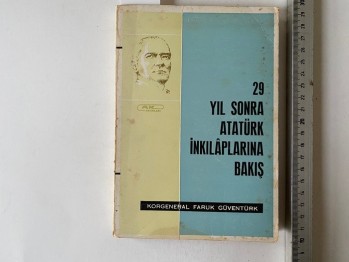 29
YIL SONRA
ATATÜRK
İNKILÂPLARINA
BAKIŞ
KORGENERAL FARUK GÜVENTÜRK